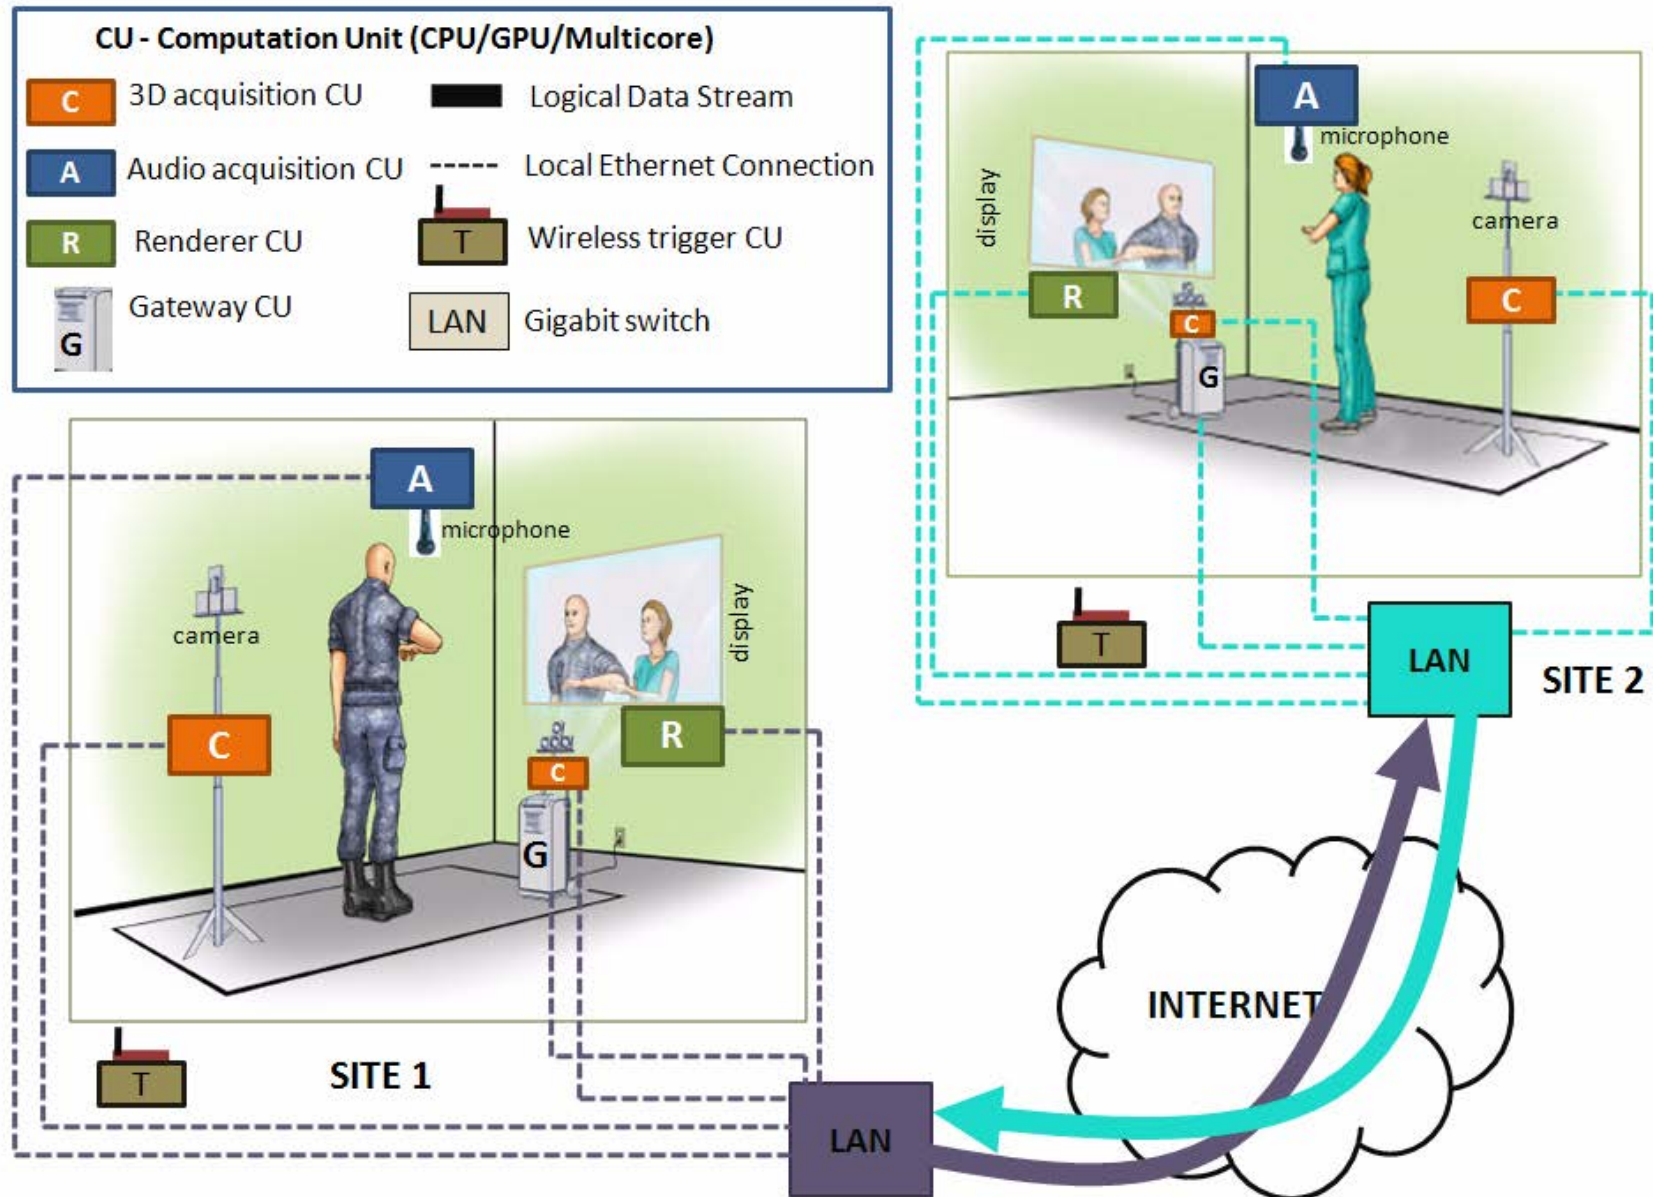 CU - Computation Unit (CPU/GPU/Multicore)
C 3D acquisition CU
Logical Data Stream
A Audio acquisition CU
Local Ethernet Connection
R Renderer CU
T Wireless trigger CU
G Gateway CU
LAN Gigabit switch
A
microphone
display
camera
R
C
C
G
T
LAN
SITE 2
A
microphone
camera
display
C
R
C
G
T
SITE 1
LAN
INTERNET